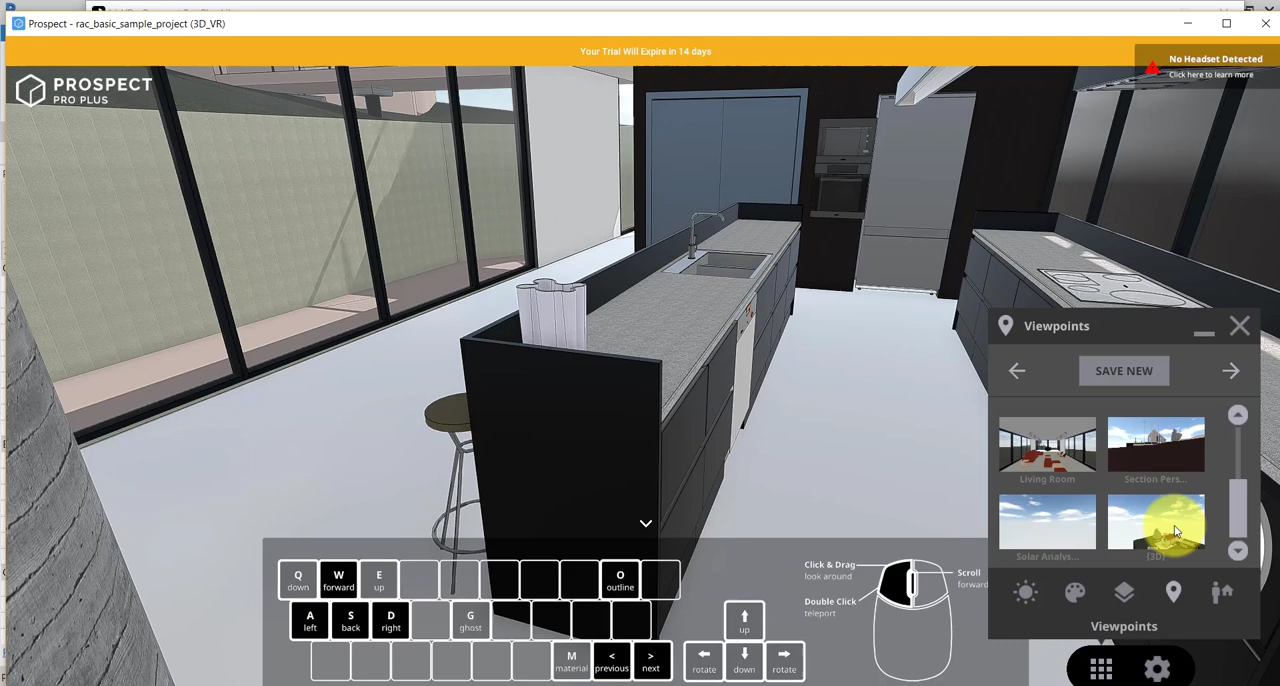 Prospect - rac_basic_sample_project (3D_VR)
Your Trial Will Expire in 14 days
No Headset Detected
Click here to learn more
PROSPECT
PRO PLUS
Viewpoints
SAVE NEW
Living Room
Section Pers...
Solar Analys...
{3D}
Viewpoints
Q
down
W
forward
E
up
O
outline
A
left
S
back
D
right
G
ghost
M
material
<
previous
>
next
up
rotate
down
rotate
Click & Drag
look around
Double Click
teleport
Scroll
forward